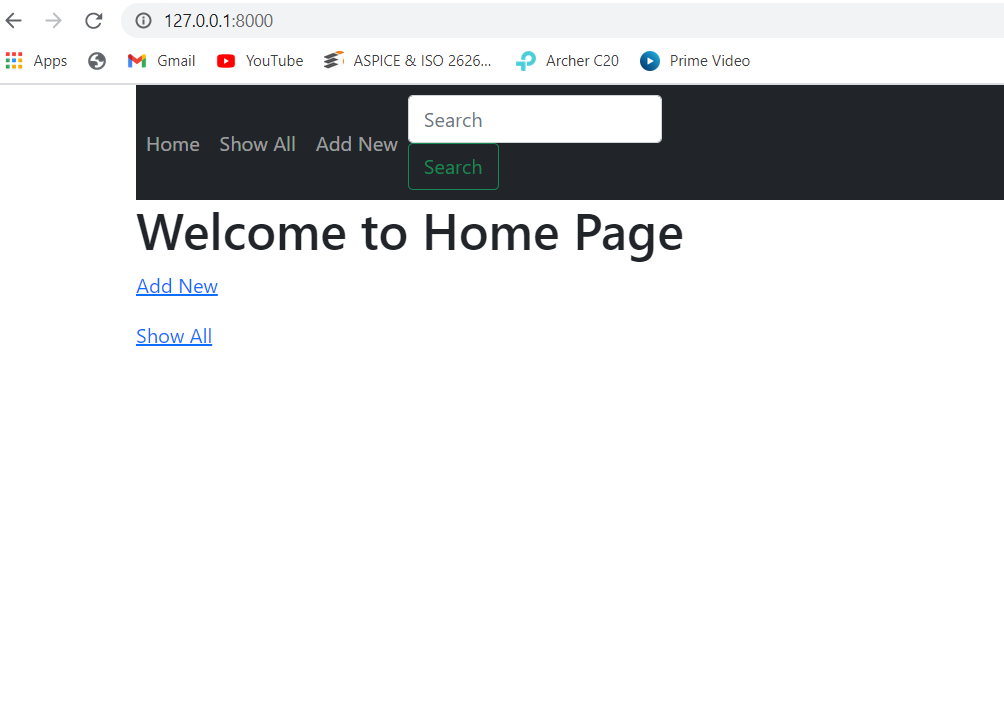 127.0.0.1:8000
Apps Gmail YouTube ASPICE & ISO 2626... Archer C20 Prime Video
Home Show All Add New Search
Search
Welcome to Home Page
Add New
Show All